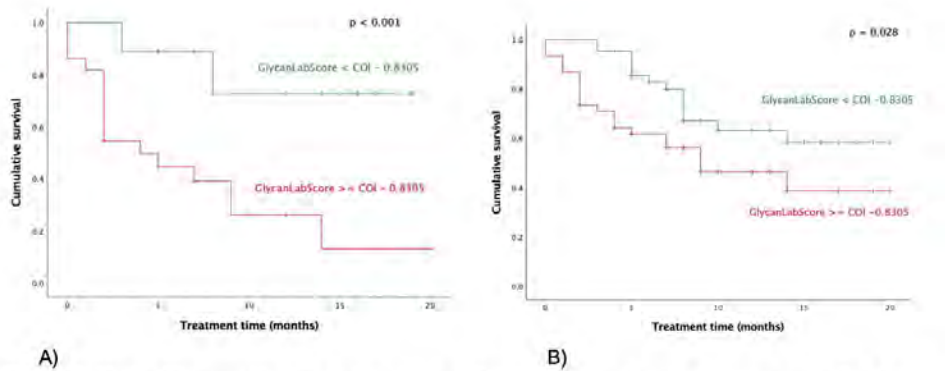 p < 0.001
1.0
0.8
0.6
0.4
0.2
0.0
GlycanLabScore < COI - 0.8305
GlycanLabScore >= COI - 0.8305
Cumulative survival
0
5
10
15
20
Treatment time (months)
A)
p = 0.028
1.0
0.8
0.6
0.4
0.2
0.0
GlycanLabScore < COI -0.8305
GlycanLabScore >= COI -0.8305
Cumulative survival
0
5
10
15
20
Treatment time (months)
B)